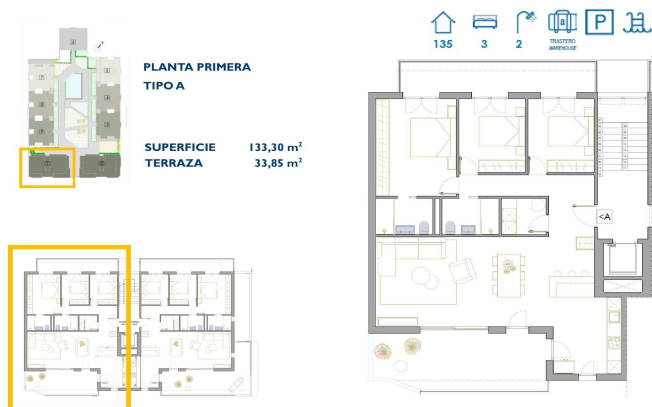 135
3
2
TRASTERO
WAREHOUSE
P
PLANTA PRIMERA
TIPO A
SUPERFICIE 133,30 m²
TERRAZA 33,85 m²
<A